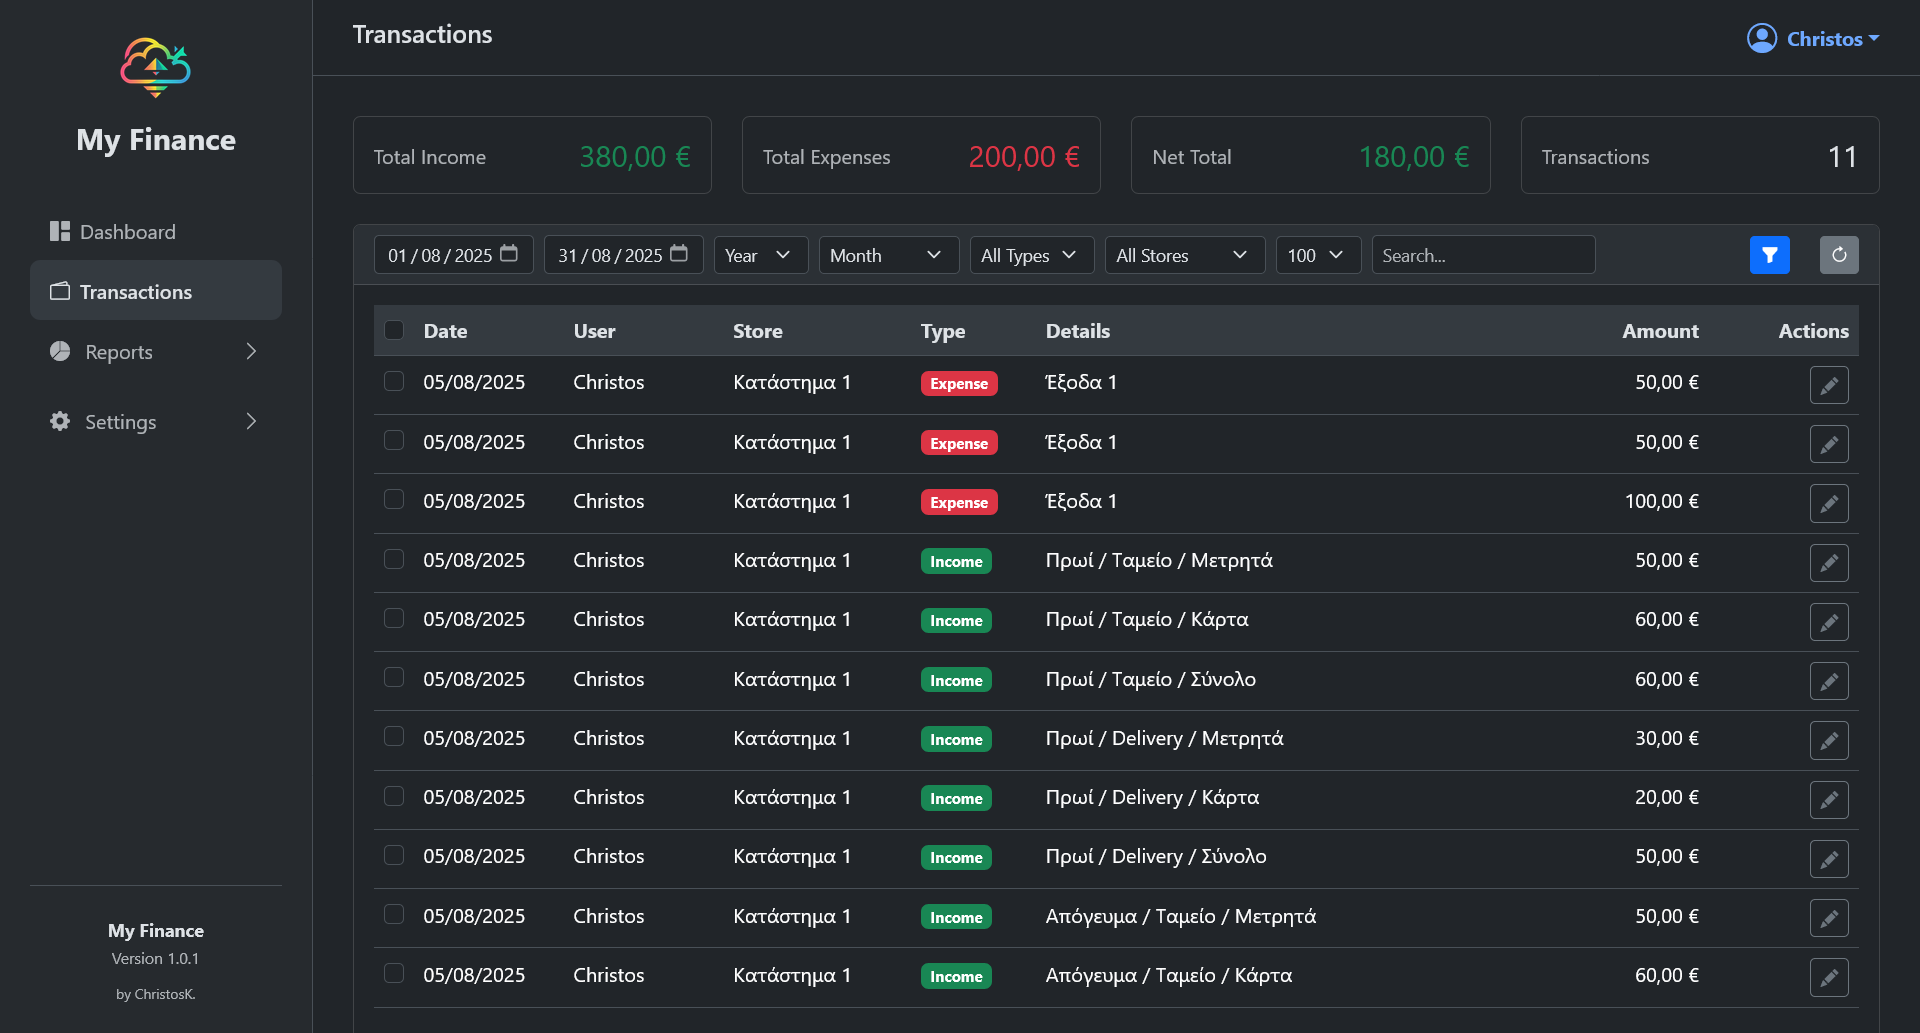 My Finance
Dashboard
Transactions
Reports
Settings
My Finance
Version 1.0.1
by ChristosK.
Transactions
Christos
Total Income 380,00 €
Total Expenses 200,00 €
Net Total 180,00 €
Transactions 11
01 / 08 / 2025 31 / 08 / 2025 Year Month All Types All Stores 100 Search...
Date User Store Type Details Amount Actions
05/08/2025 Christos Κατάστημα 1 Expense Έξοδα 1 50,00 €
05/08/2025 Christos Κατάστημα 1 Expense Έξοδα 1 50,00 €
05/08/2025 Christos Κατάστημα 1 Expense Έξοδα 1 100,00 €
05/08/2025 Christos Κατάστημα 1 Income Πρωί / Ταμείο / Μετρητά 50,00 €
05/08/2025 Christos Κατάστημα 1 Income Πρωί / Ταμείο / Κάρτα 60,00 €
05/08/2025 Christos Κατάστημα 1 Income Πρωί / Ταμείο / Σύνολο 60,00 €
05/08/2025 Christos Κατάστημα 1 Income Πρωί / Delivery / Μετρητά 30,00 €
05/08/2025 Christos Κατάστημα 1 Income Πρωί / Delivery / Κάρτα 20,00 €
05/08/2025 Christos Κατάστημα 1 Income Πρωί / Delivery / Σύνολο 50,00 €
05/08/2025 Christos Κατάστημα 1 Income Απόγευμα / Ταμείο / Μετρητά 50,00 €
05/08/2025 Christos Κατάστημα 1 Income Απόγευμα / Ταμείο / Κάρτα 60,00 €